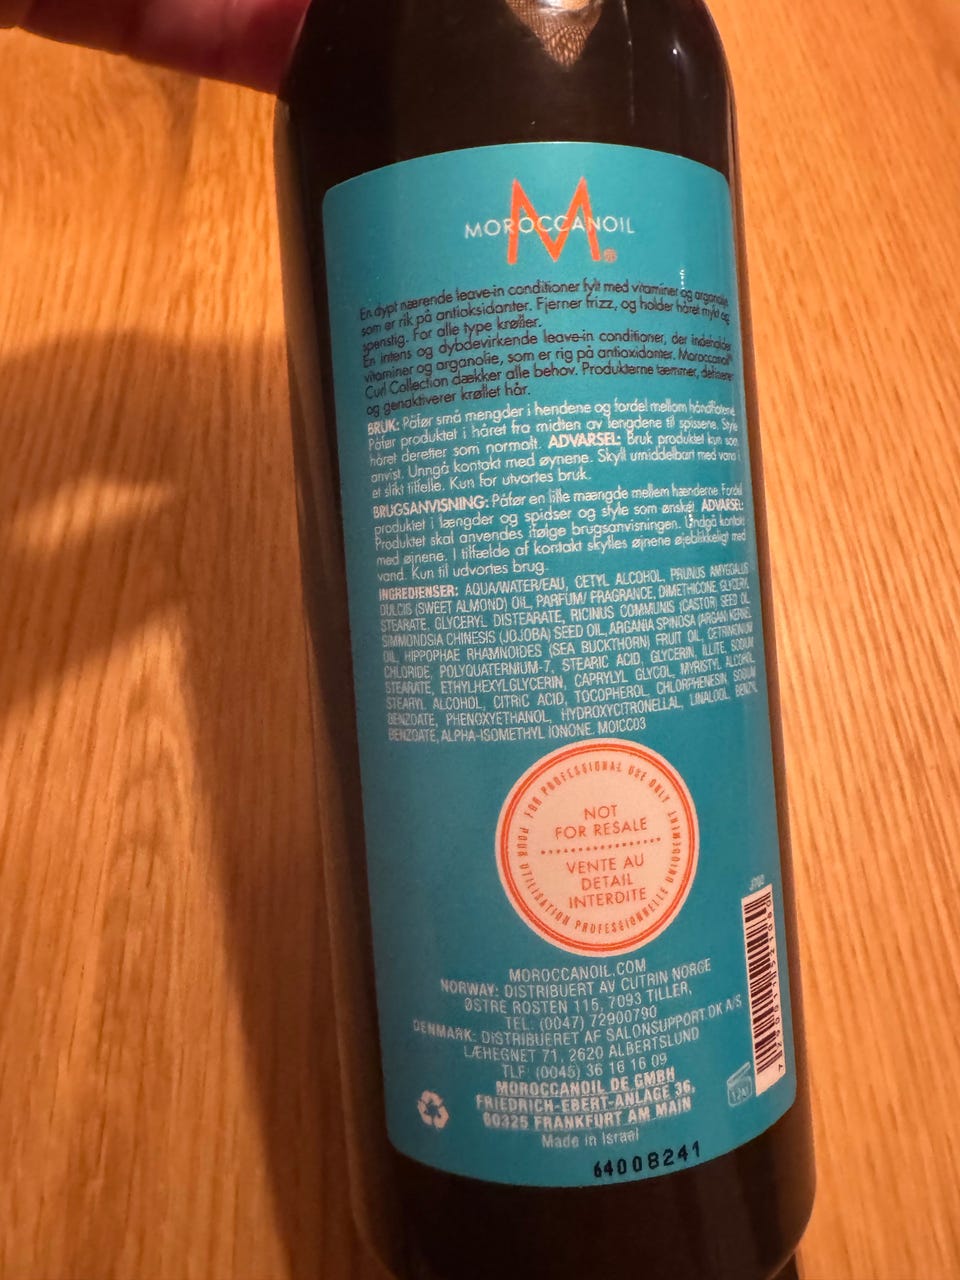 MOROCCANOIL
M
En dypt nærende leave-in conditioner fylt med vitaminer og arganolje
som er rik på antioksidanter. Fjerner frizz, og holder håret mykt og
spenstig. For alle type krøller.
En intens og dybdevirkende leave-in conditioner, der indeholder
vitaminer og arganolie, som er rig på antioxidanter. Moroccanoil
Curl Collection dækker alle behov. Produkterne tæmmer, definerer
og genaktiverer krøllet hår.
BRUK: Påfør små mengder i hendene og fordel mellom håndflatene.
Påfør produktet i håret fra midten av lengdene til spissene. Style
håret deretter som normalt. ADVARSEL: Bruk produktet kun som
anvist. Unngå kontakt med øynene. Skyll umiddelbart med vann i
et slikt tilfelle. Kun for utvortes bruk.
BRUGSANVISNING: Påfør en lille mængde mellem hænderne. Fordel
produktet i længder og spidser og style som ønsket. ADVARSEL:
Produktet skal anvendes ifølge brugsanvisningen. Undgå kontakt
med øjnene. I tilfælde af kontakt skylles øjnene øjeblikkeligt med
vand. Kun til udvortes brug.
INGREDIENSER: AQUA/WATER/EAU, CETYL ALCOHOL, PRUNUS AMYGDALUS
DULCIS (SWEET ALMOND) OIL, PARFUM/ FRAGRANCE, DIMETHICONE, GLYCERYL
STEARATE, GLYCERYL DISTEARATE, RICINUS COMMUNIS (CASTOR) SEED OIL,
SIMMONDSIA CHINESIS (JOJOBA) SEED OIL, ARGANIA SPINOSA (ARGAN) KERNEL
OIL, HIPPOPHAE RHAMNOIDES (SEA BUCKTHORN) FRUIT OIL, CETRIMONIUM
CHLORIDE, POLYQUATERNIUM-7, STEARIC ACID, GLYCERIN, ILLITE, SODIUM
STEARATE, ETHYLHEXYLGLYCERIN, CAPRYLYL GLYCOL, MYRISTYL ALCOHOL,
STEARYL ALCOHOL, CITRIC ACID, TOCOPHEROL, CHLORPHENESIN, SODIUM
BENZOATE, PHENOXYETHANOL, HYDROXYCITRONELLAL, LINALOOL, BENZYL
BENZOATE, ALPHA-ISOMETHYL IONONE. MOICC03
FOR PROFESSIONAL USE ONLY
NOT
FOR RESALE
VENTE AU
DETAIL
INTERDITE
POUR UTILISATION PROFESSIONNELLE UNIQUEMENT
MOROCCANOIL.COM
NORWAY: DISTRIBUERT AV CUTRIN NORGE
ØSTRE ROSTEN 115, 7093 TILLER,
TEL: (0047) 72900790
DENMARK: DISTRIBUERET AF SALONSUPPORT.DK A/S
LÆHEGNET 71, 2620 ALBERTSLUND
TLF: (0045) 36 16 16 09
MOROCCANOIL DE GMBH
FRIEDRICH-EBERT-ANLAGE 36,
60325 FRANKFURT AM MAIN
Made in Israel
64008241
7 290011 521080